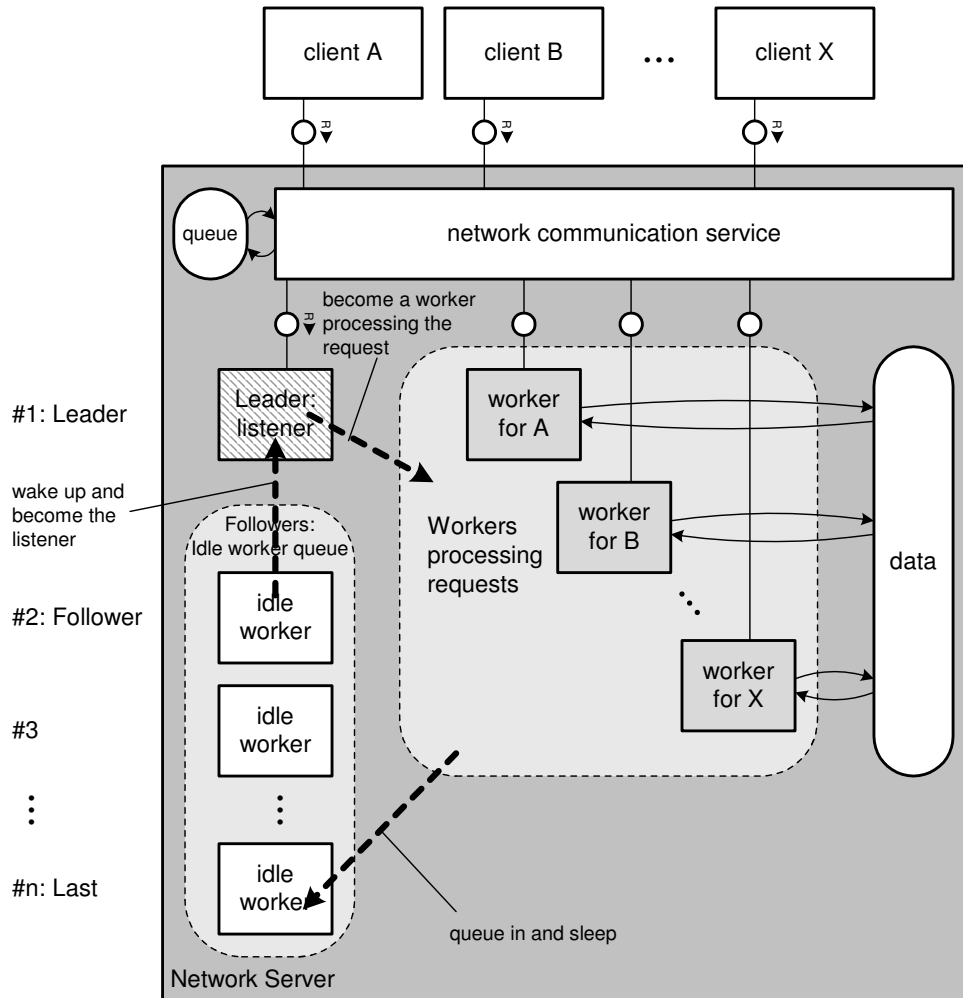 client A
client B
...
client X
R
R
R
queue
network communication service
R
become a worker
processing the
request
#1: Leader
Leader:
listener
worker
for A
wake up and
become the
listener
Followers:
Idle worker queue
Workers
processing
requests
worker
for B
data
...
#2: Follower
idle
worker
worker
for X
#3
idle
worker
...
...
#n: Last
idle
worker
queue in and sleep
Network Server